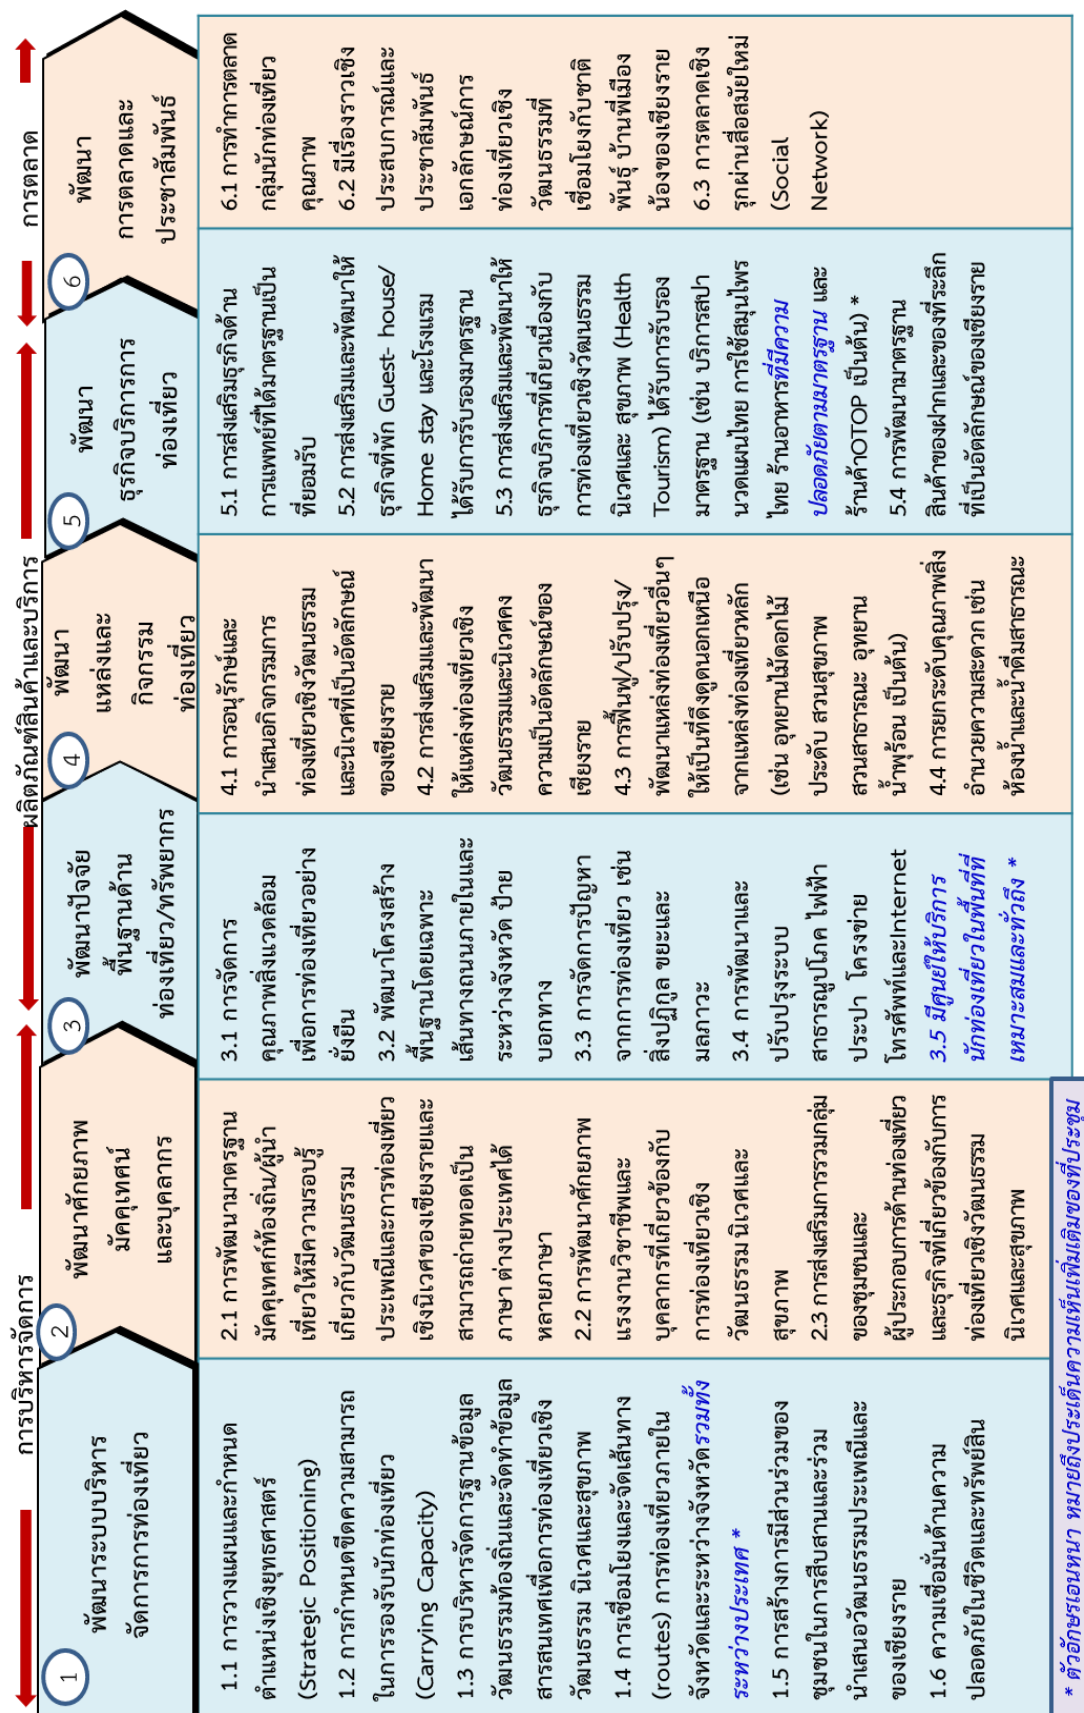 การบริหารจัดการ
ผลิตภัณฑ์สินค้าและบริการ
การตลาด
1
พัฒนาระบบบริหาร
จัดการการท่องเที่ยว
2
พัฒนาศักยภาพ
มัคคุเทศน์
และบุคลากร
3
พัฒนาปัจจัย
พื้นฐานด้าน
ท่องเที่ยว/ทรัพยากร
4
พัฒนา
แหล่งและ
กิจกรรม
ท่องเที่ยว
5
พัฒนา
ธุรกิจบริการการ
ท่องเที่ยว
6
พัฒนา
การตลาดและ
ประชาสัมพันธ์
1.1 การวางแผนและกำหนด
ตำแหน่งเชิงยุทธศาสตร์
(Strategic Positioning)
1.2 การกำหนดขีดความสามารถ
ในการรองรับนักท่องเที่ยว
(Carrying Capacity)
1.3 การบริหารจัดการฐานข้อมูล
วัฒนธรรมท้องถิ่นและจัดทำข้อมูล
สารสนเทศเพื่อการท่องเที่ยวเชิง
วัฒนธรรม นิเวศและสุขภาพ
1.4 การเชื่อมโยงและจัดเส้นทาง
(routes) การท่องเที่ยวภายใน
จังหวัดและระหว่างจังหวัดรวมทั้ง
ระหว่างประเทศ *
1.5 การสร้างการมีส่วนร่วมของ
ชุมชนในการสืบสานและร่วม
นำเสนอวัฒนธรรมประเพณีและ
ของเชียงราย
1.6 ความเชื่อมั่นด้านความ
ปลอดภัยในชีวิตและทรัพย์สิน
2.1 การพัฒนามาตรฐาน
มัคคุเทศก์ท้องถิ่น/ผู้นำ
เที่ยวให้มีความรอบรู้
เกี่ยวกับวัฒนธรรม
ประเพณีและการท่องเที่ยว
เชิงนิเวศของเชียงรายและ
สามารถถ่ายทอดเป็น
ภาษา ต่างประเทศได้
หลายภาษา
2.2 การพัฒนาศักยภาพ
แรงงานวิชาชีพและ
บุคลากรที่เกี่ยวข้องกับ
การท่องเที่ยวเชิง
วัฒนธรรม นิเวศและ
สุขภาพ
2.3 การส่งเสริมการรวมกลุ่ม
ของชุมชนและ
ผู้ประกอบการด้านท่องเที่ยว
และธุรกิจที่เกี่ยวข้องกับการ
ท่องเที่ยวเชิงวัฒนธรรม
นิเวศและสุขภาพ
3.1 การจัดการ
คุณภาพสิ่งแวดล้อม
เพื่อการท่องเที่ยวอย่าง
ยั่งยืน
3.2 พัฒนาโครงสร้าง
พื้นฐานโดยเฉพาะ
เส้นทางถนนภายในและ
ระหว่างจังหวัด ป้าย
บอกทาง
3.3 การจัดการปัญหา
จากการท่องเที่ยว เช่น
สิ่งปฏิกูล ขยะและ
มลภาวะ
3.4 การพัฒนาและ
ปรับปรุงระบบ
สาธารณูปโภค ไฟฟ้า
ประปา โครงข่าย
โทรศัพท์และInternet
3.5 มีศูนย์ให้บริการ
นักท่องเที่ยวในพื้นที่ที่
เหมาะสมและทั่วถึง *
4.1 การอนุรักษ์และ
นำเสนอกิจกรรมการ
ท่องเที่ยวเชิงวัฒนธรรม
และนิเวศที่เป็นอัตลักษณ์
ของเชียงราย
4.2 การส่งเสริมและพัฒนา
ให้แหล่งท่องเที่ยวเชิง
วัฒนธรรมและนิเวศคง
ความเป็นอัตลักษณ์ของ
เชียงราย
4.3 การฟื้นฟู/ปรับปรุง/
พัฒนาแหล่งท่องเที่ยวอื่นๆ
ให้เป็นที่ดึงดูดนอกเหนือ
จากแหล่งท่องเที่ยวหลัก
(เช่น อุทยานไม้ดอกไม้
ประดับ สวนสุขภาพ
สวนสาธารณะ อุทยาน
น้ำพุร้อน เป็นต้น)
4.4 การยกระดับคุณภาพสิ่ง
อำนวยความสะดวก เช่น
ห้องน้ำและน้ำดื่มสาธารณะ
5.1 การส่งเสริมธุรกิจด้าน
การแพทย์ที่ได้มาตรฐานเป็น
ที่ยอมรับ
5.2 การส่งเสริมและพัฒนาให้
ธุรกิจที่พัก Guest- house/
Home stay และโรงแรม
ได้รับการรับรองมาตรฐาน
5.3 การส่งเสริมและพัฒนาให้
ธุรกิจบริการที่เกี่ยวเนื่องกับ
การท่องเที่ยวเชิงวัฒนธรรม
นิเวศและ สุขภาพ (Health
Tourism) ได้รับการรับรอง
มาตรฐาน (เช่น บริการสปา
นวดแผนไทย การใช้สมุนไพร
ไทย ร้านอาหารที่มีความ
ปลอดภัยตามมาตรฐาน และ
ร้านค้าOTOP เป็นต้น) *
5.4 การพัฒนามาตรฐาน
สินค้าของฝากและของที่ระลึก
ที่เป็นอัตลักษณ์ของเชียงราย
6.1 การทำการตลาด
กลุ่มนักท่องเที่ยว
คุณภาพ
6.2 มีเรื่องราวเชิง
ประสบการณ์และ
ประชาสัมพันธ์
เอกลักษณ์การ
ท่องเที่ยวเชิง
วัฒนธรรมที่
เชื่อมโยงกับชาติ
พันธุ์ บ้านพี่เมือง
น้องของเชียงราย
6.3 การตลาดเชิง
รุกผ่านสื่อสมัยใหม่
(Social
Network)
* ตัวอักษรเอนหนา หมายถึงประเด็นความเห็นเพิ่มเติมของที่ประชุม